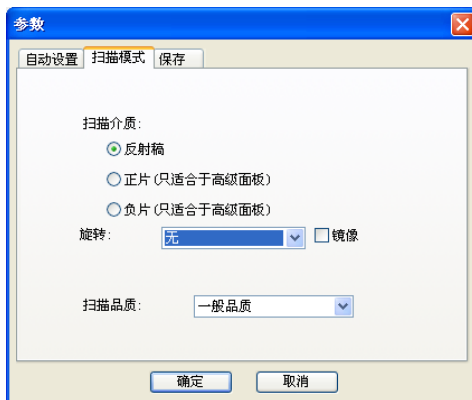 参数
自动设置 扫描模式 保存
扫描介质:
反射稿
正片(只适合于高级面板)
负片(只适合于高级面板)
旋转: 无 镜像
扫描品质: 一般品质
确定 取消